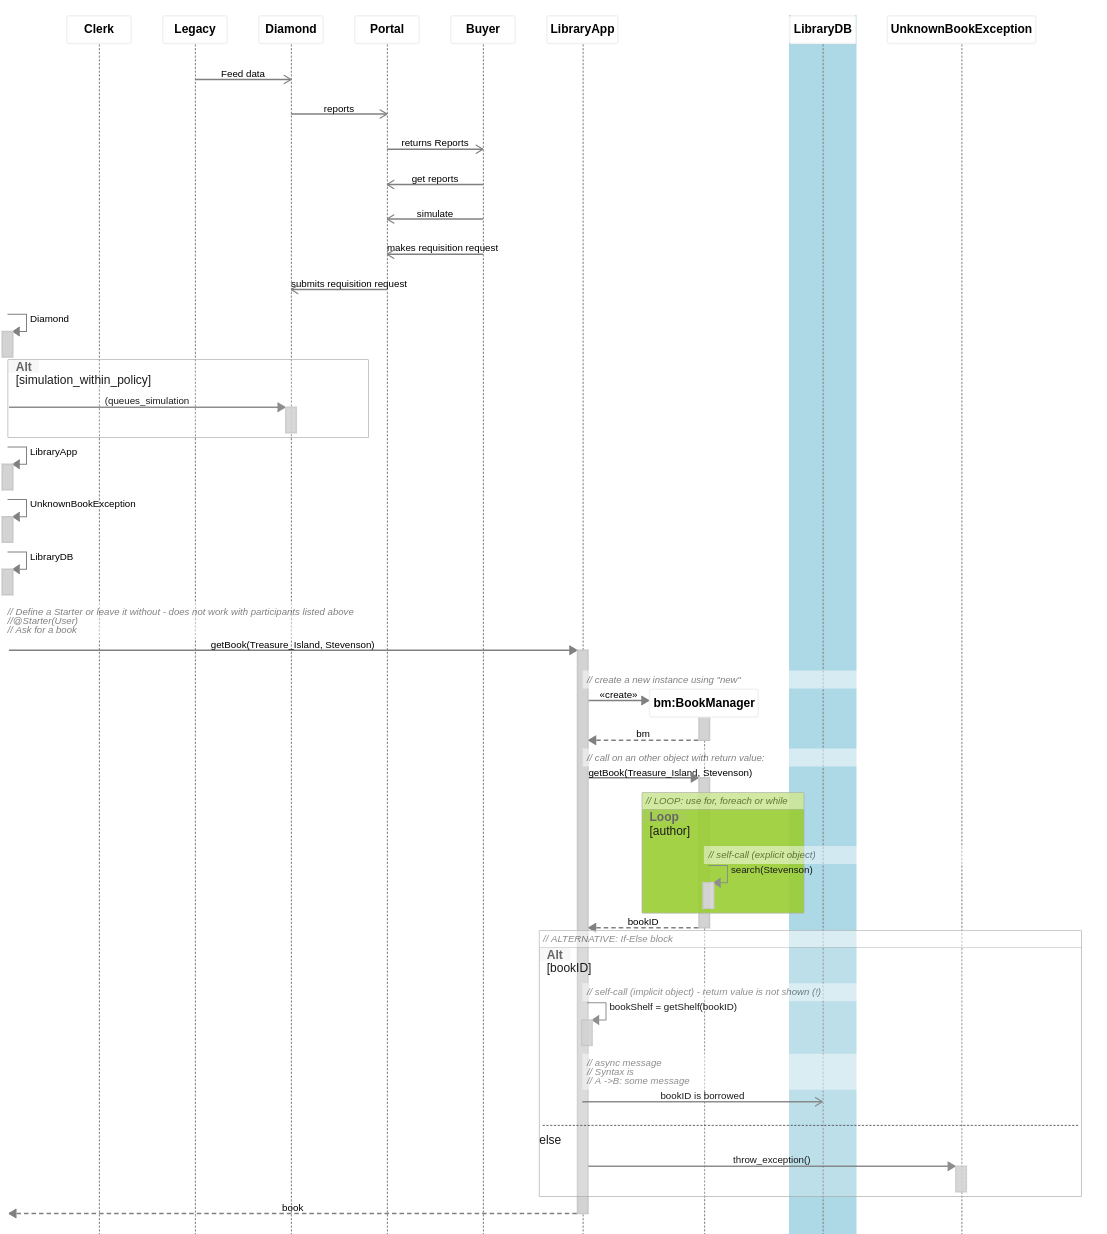 Clerk Legacy Diamond Portal Buyer LibraryApp LibraryDB UnknownBookException
Feed data
reports
returns Reports
get reports
simulate
makes requisition request
submits requisition request
Diamond
Alt
[simulation_within_policy]
(queues_simulation
LibraryApp
UnknownBookException
LibraryDB
// Define a Starter or leave it without - does not work with participants listed above
//@Starter(User)
// Ask for a book
getBook(Treasure_Island, Stevenson)
// create a new instance using "new"
«create»
bm:BookManager
bm
// call on an other object with return value:
getBook(Treasure_Island, Stevenson)
// LOOP: use for, foreach or while
Loop
[author]
// self-call (explicit object)
search(Stevenson)
bookID
// ALTERNATIVE: If-Else block
Alt
[bookID]
// self-call (implicit object) - return value is not shown (!)
bookShelf = getShelf(bookID)
// async message
// Syntax is
// A ->B: some message
bookID is borrowed
else
throw_exception()
book